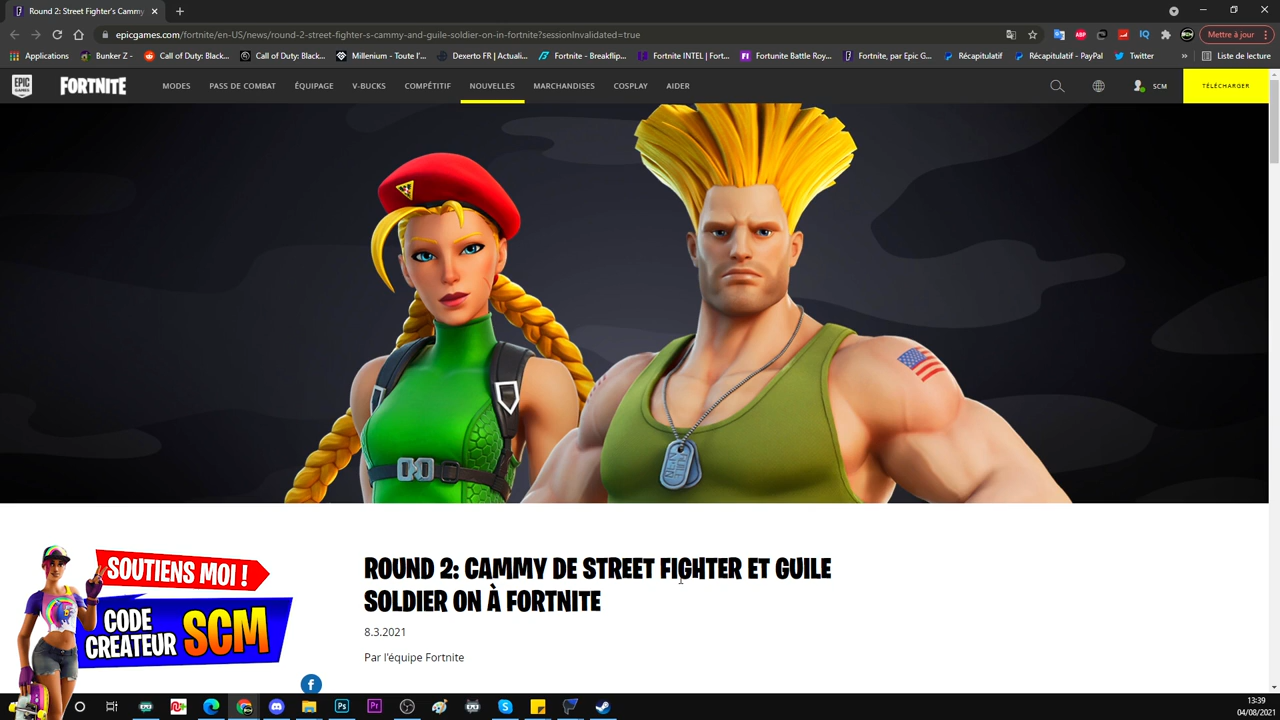 Round 2: Street Fighter's Cammy
Mettre à jour
epicgames.com/fortnite/en-US/news/round-2-street-fighter-s-cammy-and-guile-soldier-on-in-fortnite?sessionInvalidated=true
Applications
Bunker Z -
Call of Duty: Black...
Call of Duty: Black...
Millenium - Toute l'...
Dexerto FR | Actuali...
Fortnite - Breakflip...
Fortnite INTEL | Fort...
Fortunite Battle Roy...
Fortnite, par Epic G...
Récapitulatif
Récapitulatif - PayPal
Twitter
»
Liste de lecture
EPIC GAMES
FORTNITE
MODES
PASS DE COMBAT
ÉQUIPAGE
V-BUCKS
COMPÉTITIF
NOUVELLES
MARCHANDISES
COSPLAY
AIDER
SCM
TÉLÉCHARGER
SOUTIENS MOI !
CODE
CREATEUR SCM
ROUND 2: CAMMY DE STREET FIGHTER ET GUILE
SOLDIER ON À FORTNITE
8.3.2021
Par l'équipe Fortnite
13:39
04/08/2021